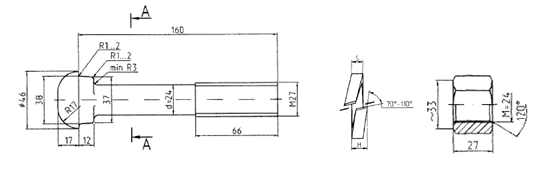 A
160
R1...2
R1...2
min R3
R17
ø46
38
37
d=24
M27
17
12
66
A
S
70°-110°
H
~33
M=24
120°
27